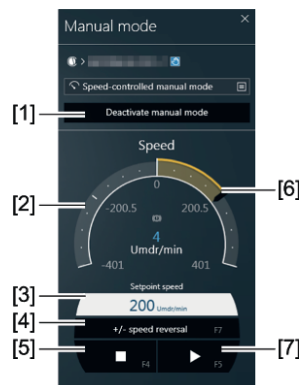 Manual mode
>
Speed-controlled manual mode
[1]
Deactivate manual mode
Speed
[2]
[6]
0
-200.5
200.5
4
Umdr/min
-401
401
[3]
Setpoint speed
200 Umdr/min
[4]
+/- speed reversal F7
[5]
F4
F5
[7]